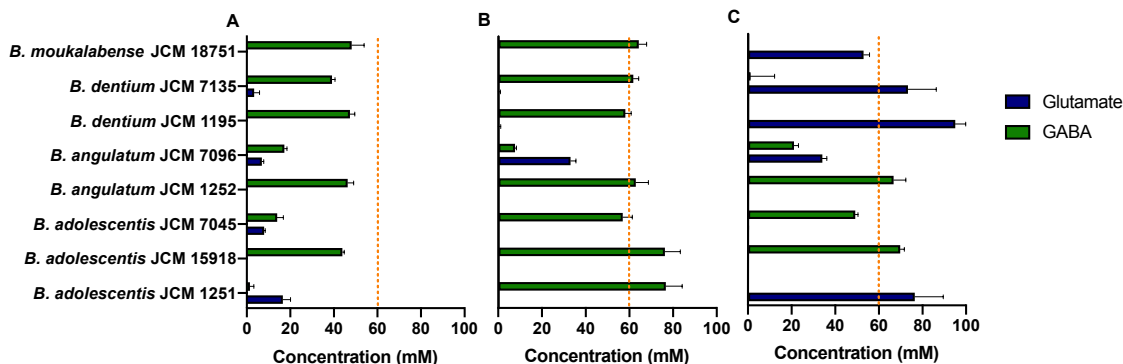 A
B
C
B. moukalabense JCM 18751
B. dentium JCM 7135
B. dentium JCM 1195
B. angulatum JCM 7096
B. angulatum JCM 1252
B. adolescentis JCM 7045
B. adolescentis JCM 15918
B. adolescentis JCM 1251
Glutamate
GABA
0 20 40 60 80 100
0 20 40 60 80 100
0 20 40 60 80 100
Concentration (mM)
Concentration (mM)
Concentration (mM)